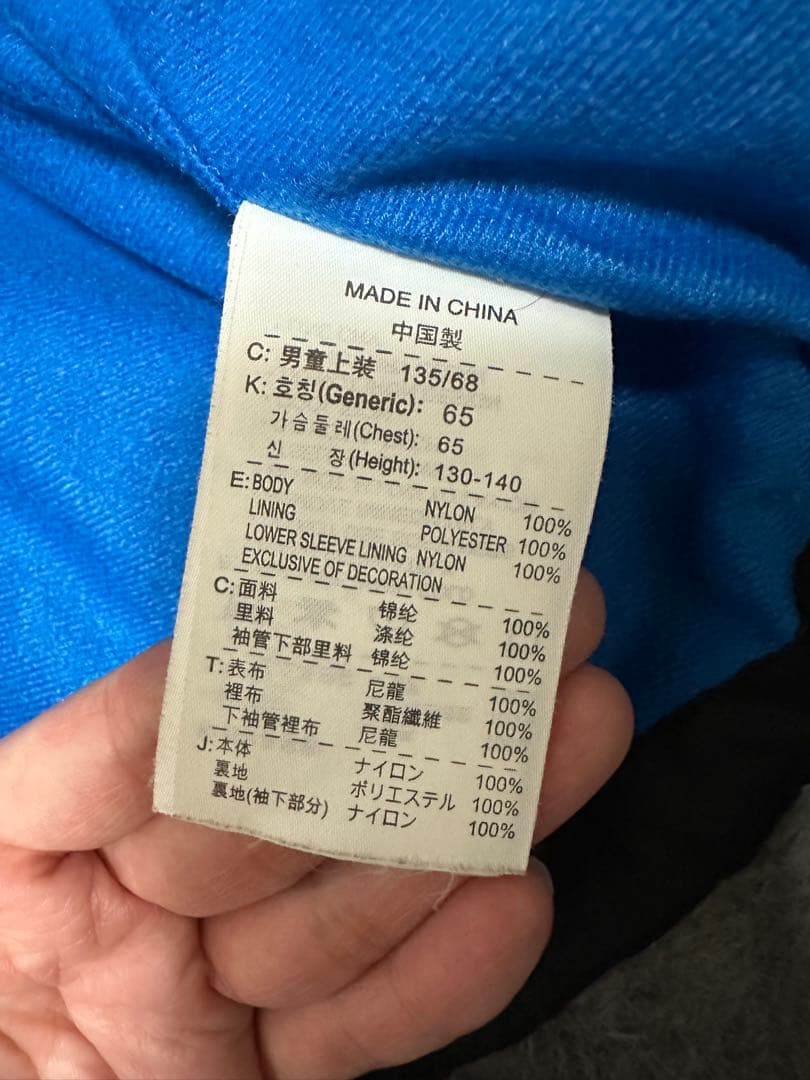 MADE IN CHINA
中国製
C: 男童上装 135/68
K: 호칭(Generic): 65
가슴둘레(Chest): 65
신 장(Height): 130-140
E: BODY NYLON 100%
LINING POLYESTER 100%
LOWER SLEEVE LINING NYLON 100%
EXCLUSIVE OF DECORATION
C: 面料 锦纶 100%
里料 涤纶 100%
袖管下部里料 锦纶 100%
T: 表布 尼龍 100%
裡布 聚酯纖維 100%
下袖管裡布 尼龍 100%
J: 本体 ナイロン 100%
裏地 ポリエステル 100%
裏地(袖下部分) ナイロン 100%